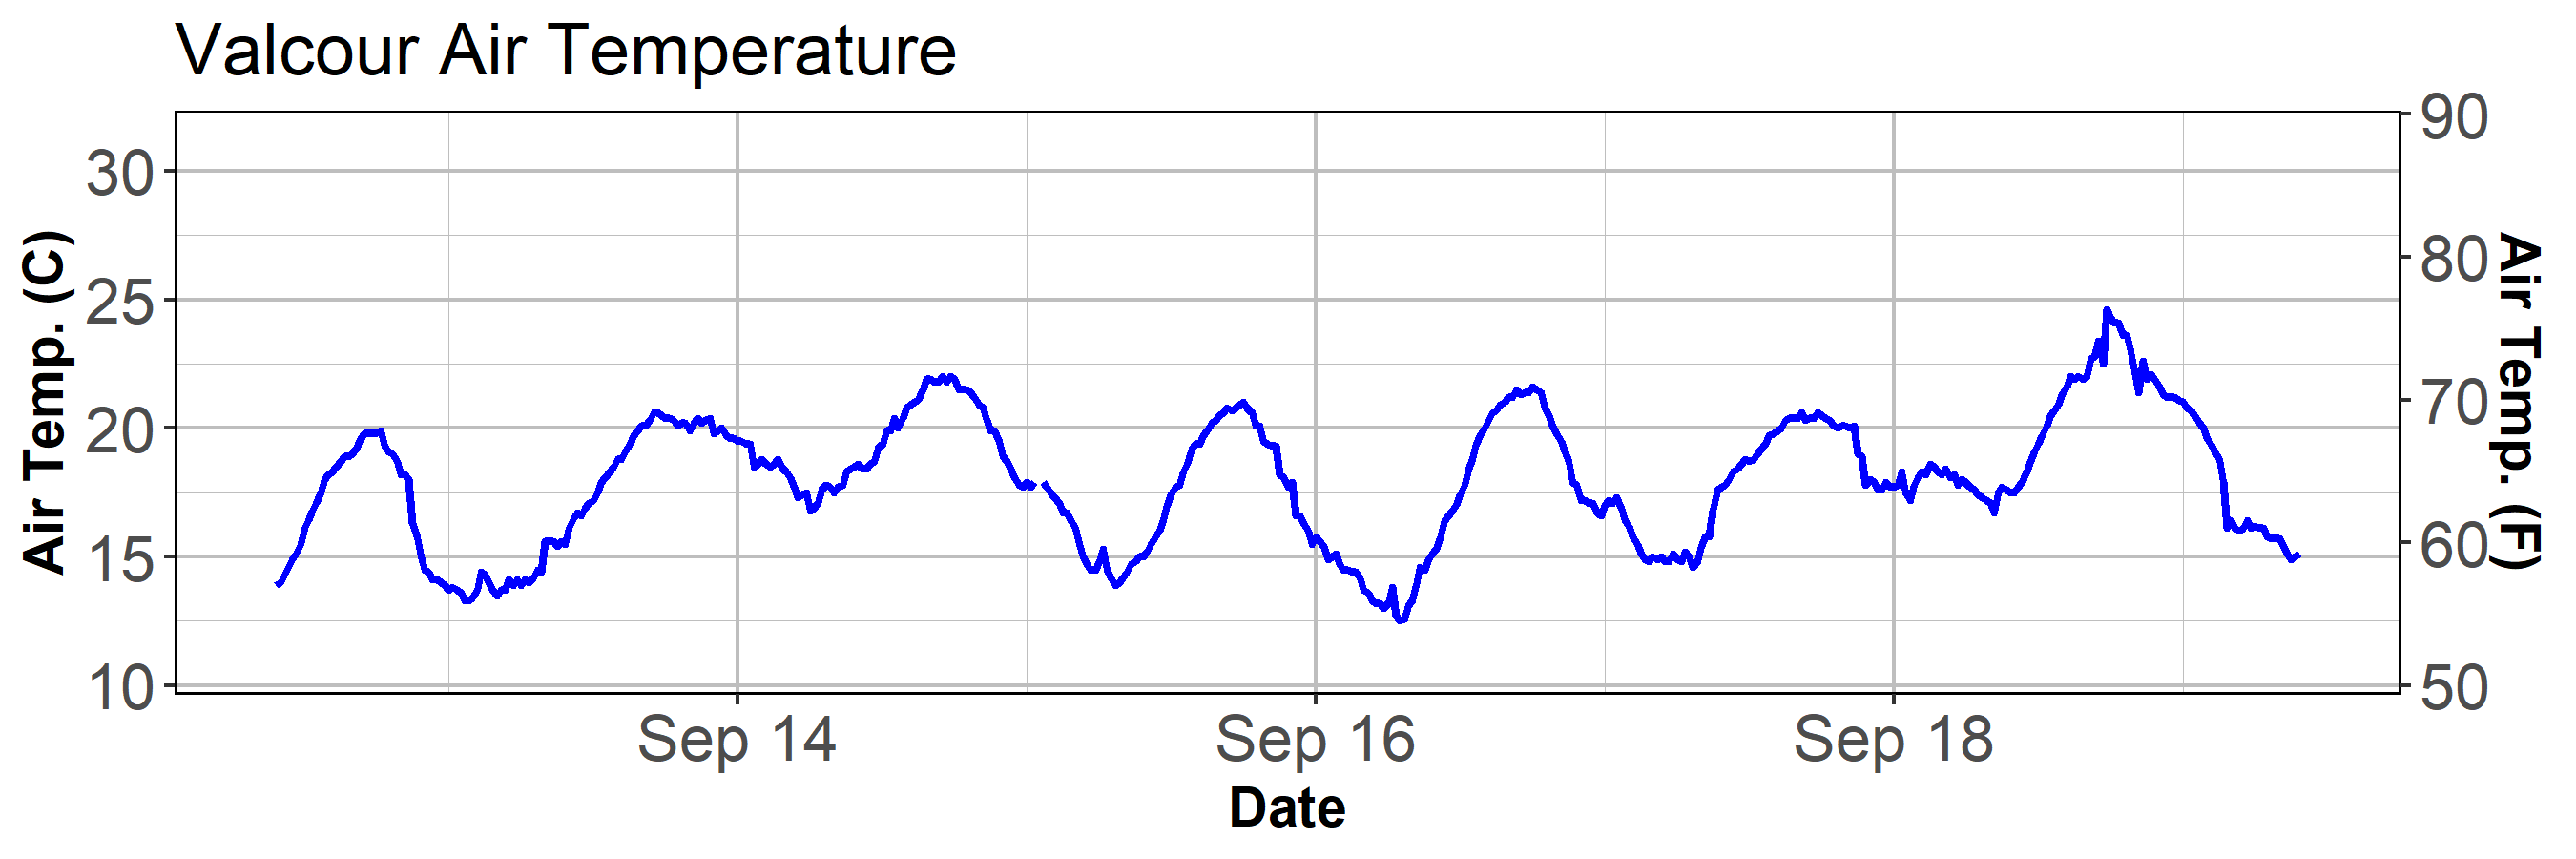 Valcour Air Temperature
Air Temp. (C)
30
25
20
15
10
90
80
70
60
50
Air Temp. (F)
Sep 14
Sep 16
Sep 18
Date